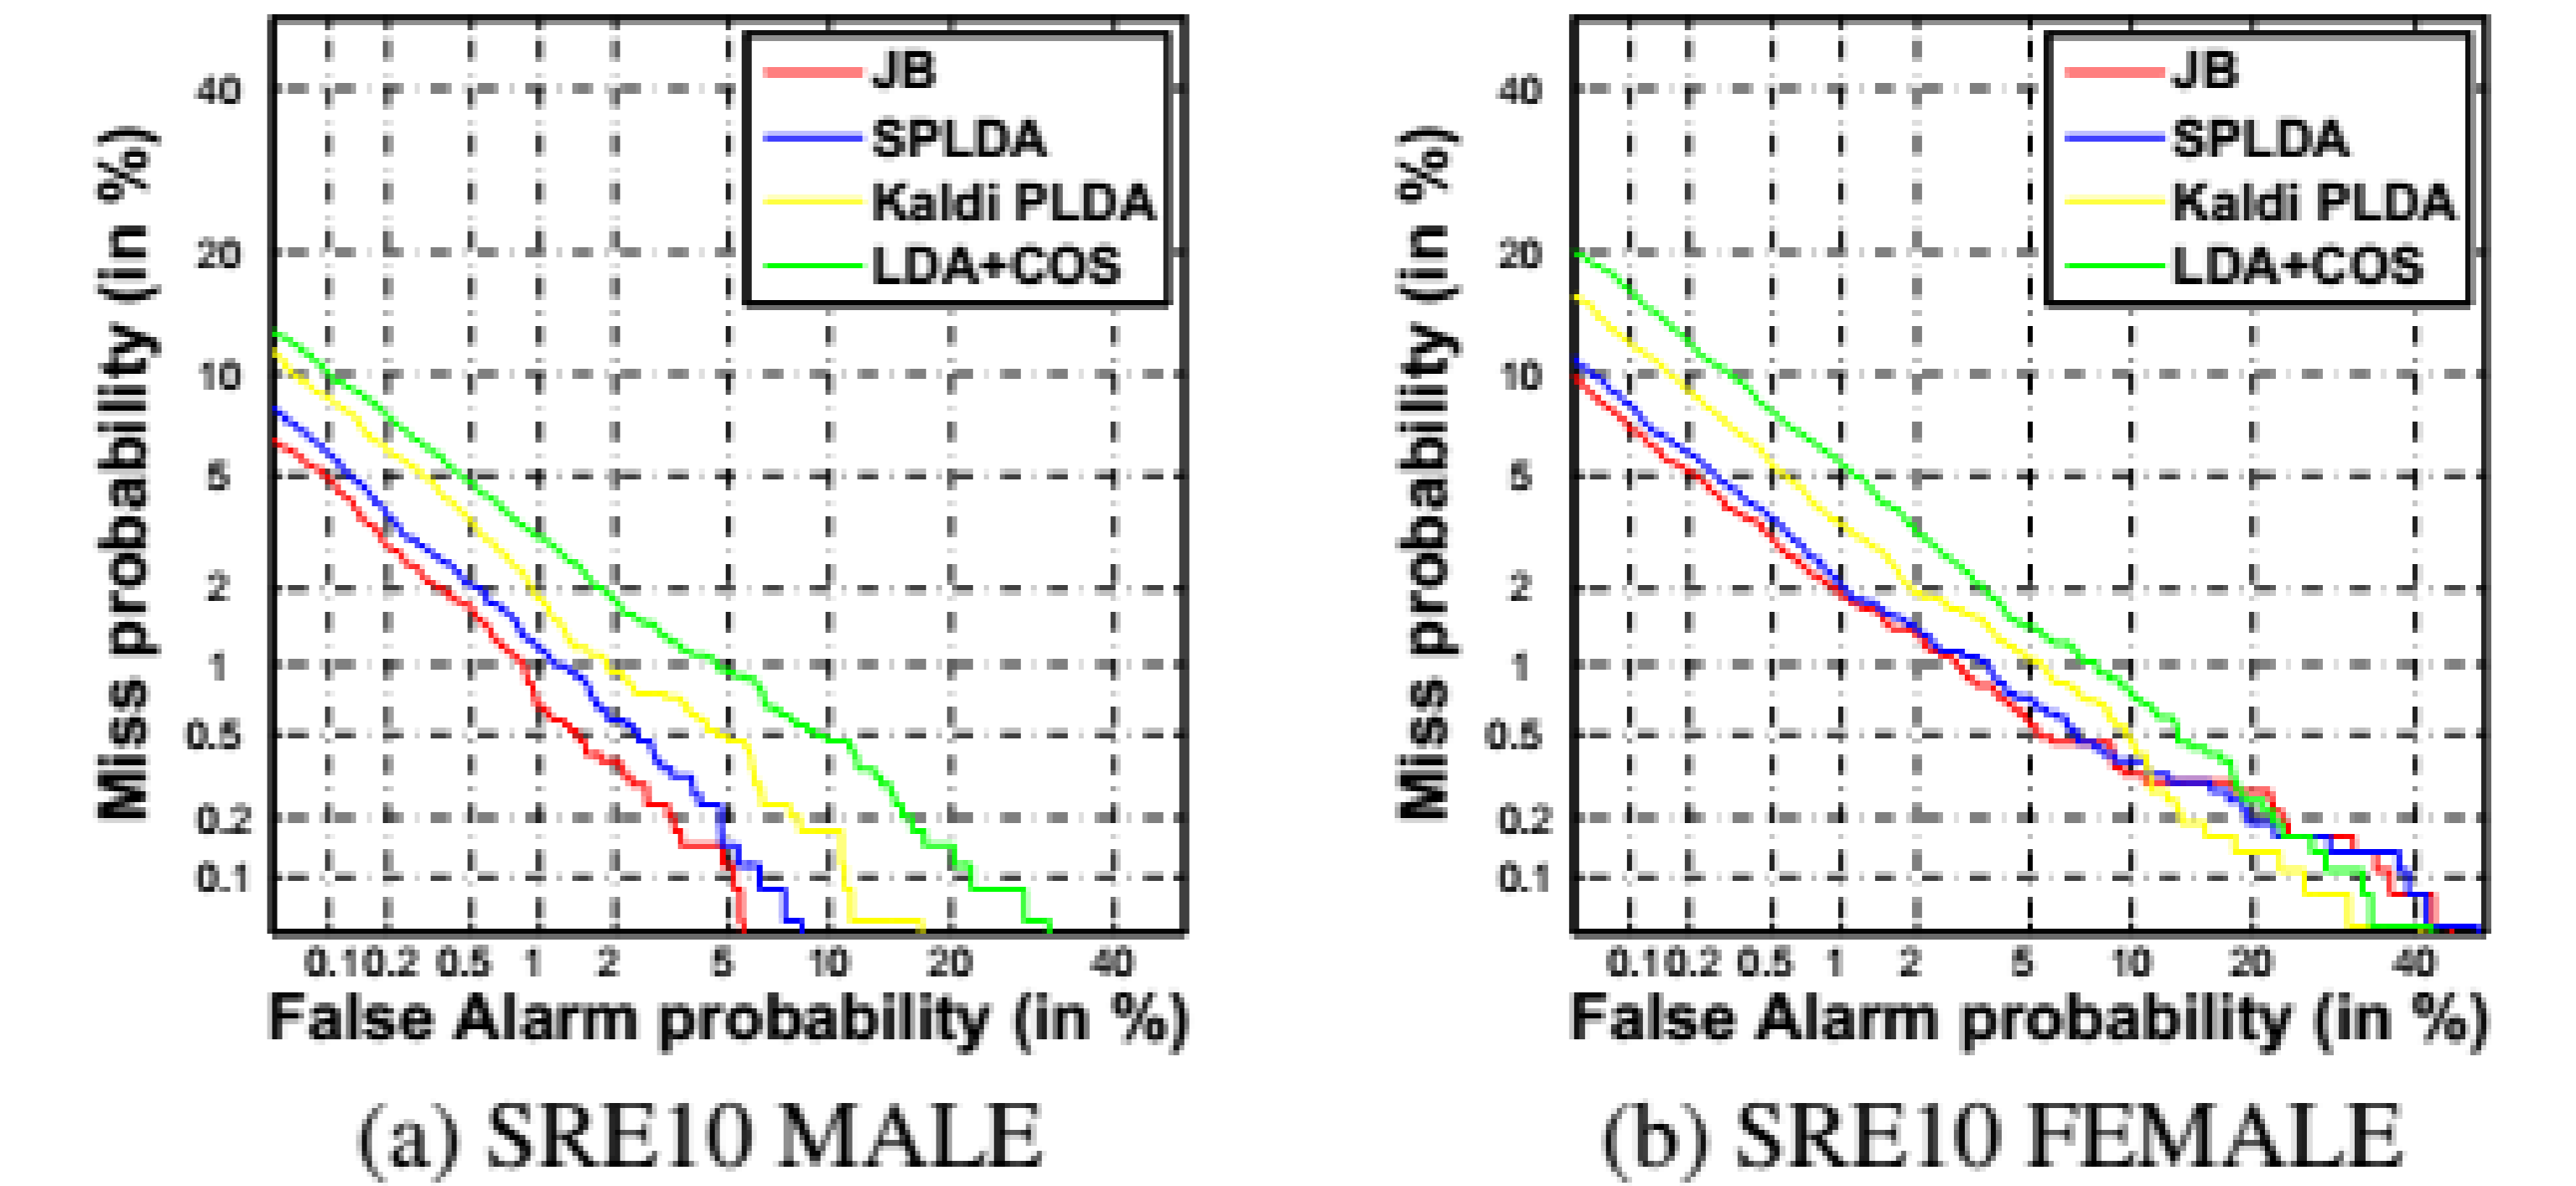 Miss probability (in %)
40
20
10
5
2
1
0.5
0.2
0.1
JB
SPLDA
Kaldi PLDA
LDA+COS
0.1 0.2 0.5 1 2 5 10 20 40
False Alarm probability (in %)
(a) SRE10 MALE
Miss probability (in %)
40
20
10
5
2
1
0.5
0.2
0.1
JB
SPLDA
Kaldi PLDA
LDA+COS
0.1 0.2 0.5 1 2 5 10 20 40
False Alarm probability (in %)
(b) SRE10 FEMALE